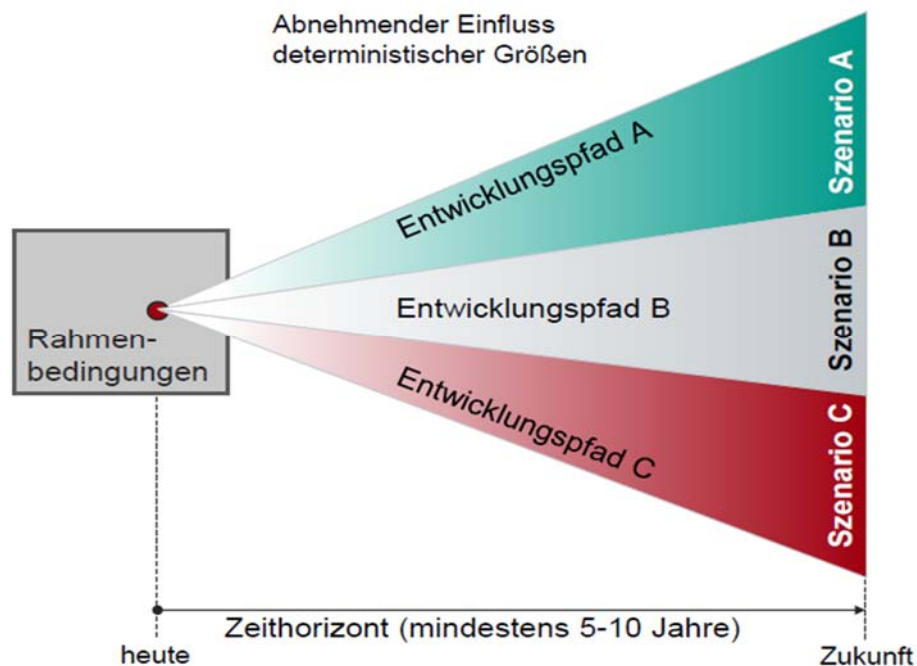 Abnehmender Einfluss
deterministischer Größen
Entwicklungspfad A
Szenario A
Rahmen-
bedingungen
Entwicklungspfad B
Szenario B
Entwicklungspfad C
Szenario C
Zeithorizont (mindestens 5-10 Jahre)
heute
Zukunft